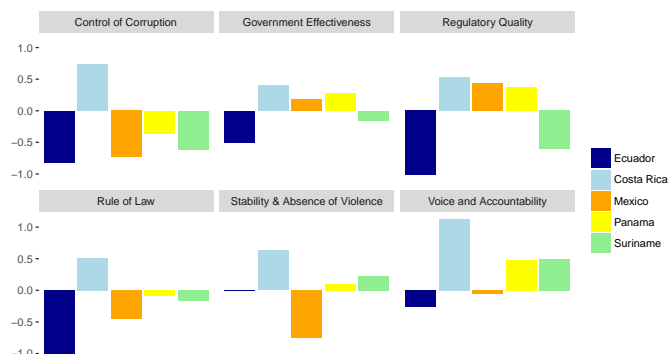 Control of Corruption Government Effectiveness Regulatory Quality
1.0
0.5
0.0
−0.5
−1.0
Ecuador
Costa Rica
Mexico
Panama
Suriname
Rule of Law Stability & Absence of Violence Voice and Accountability
1.0
0.5
0.0
−0.5
−1.0